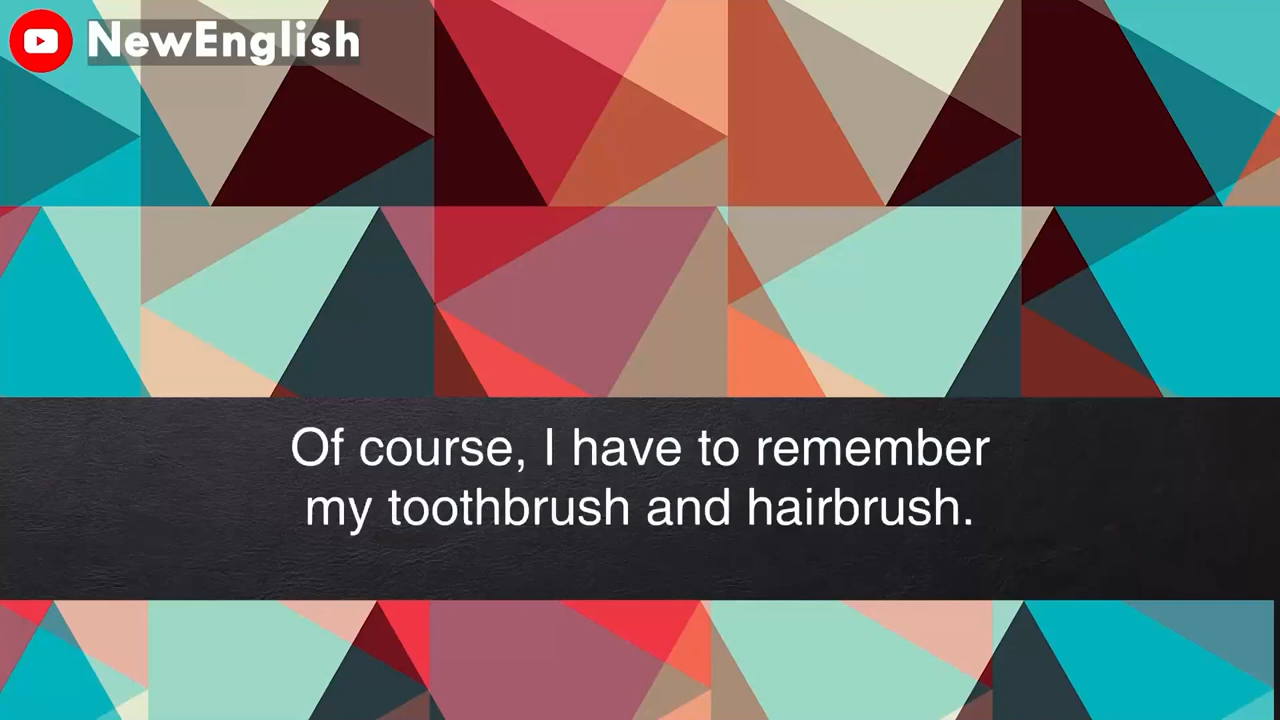 NewEnglish
Of course, I have to remember
my toothbrush and hairbrush.